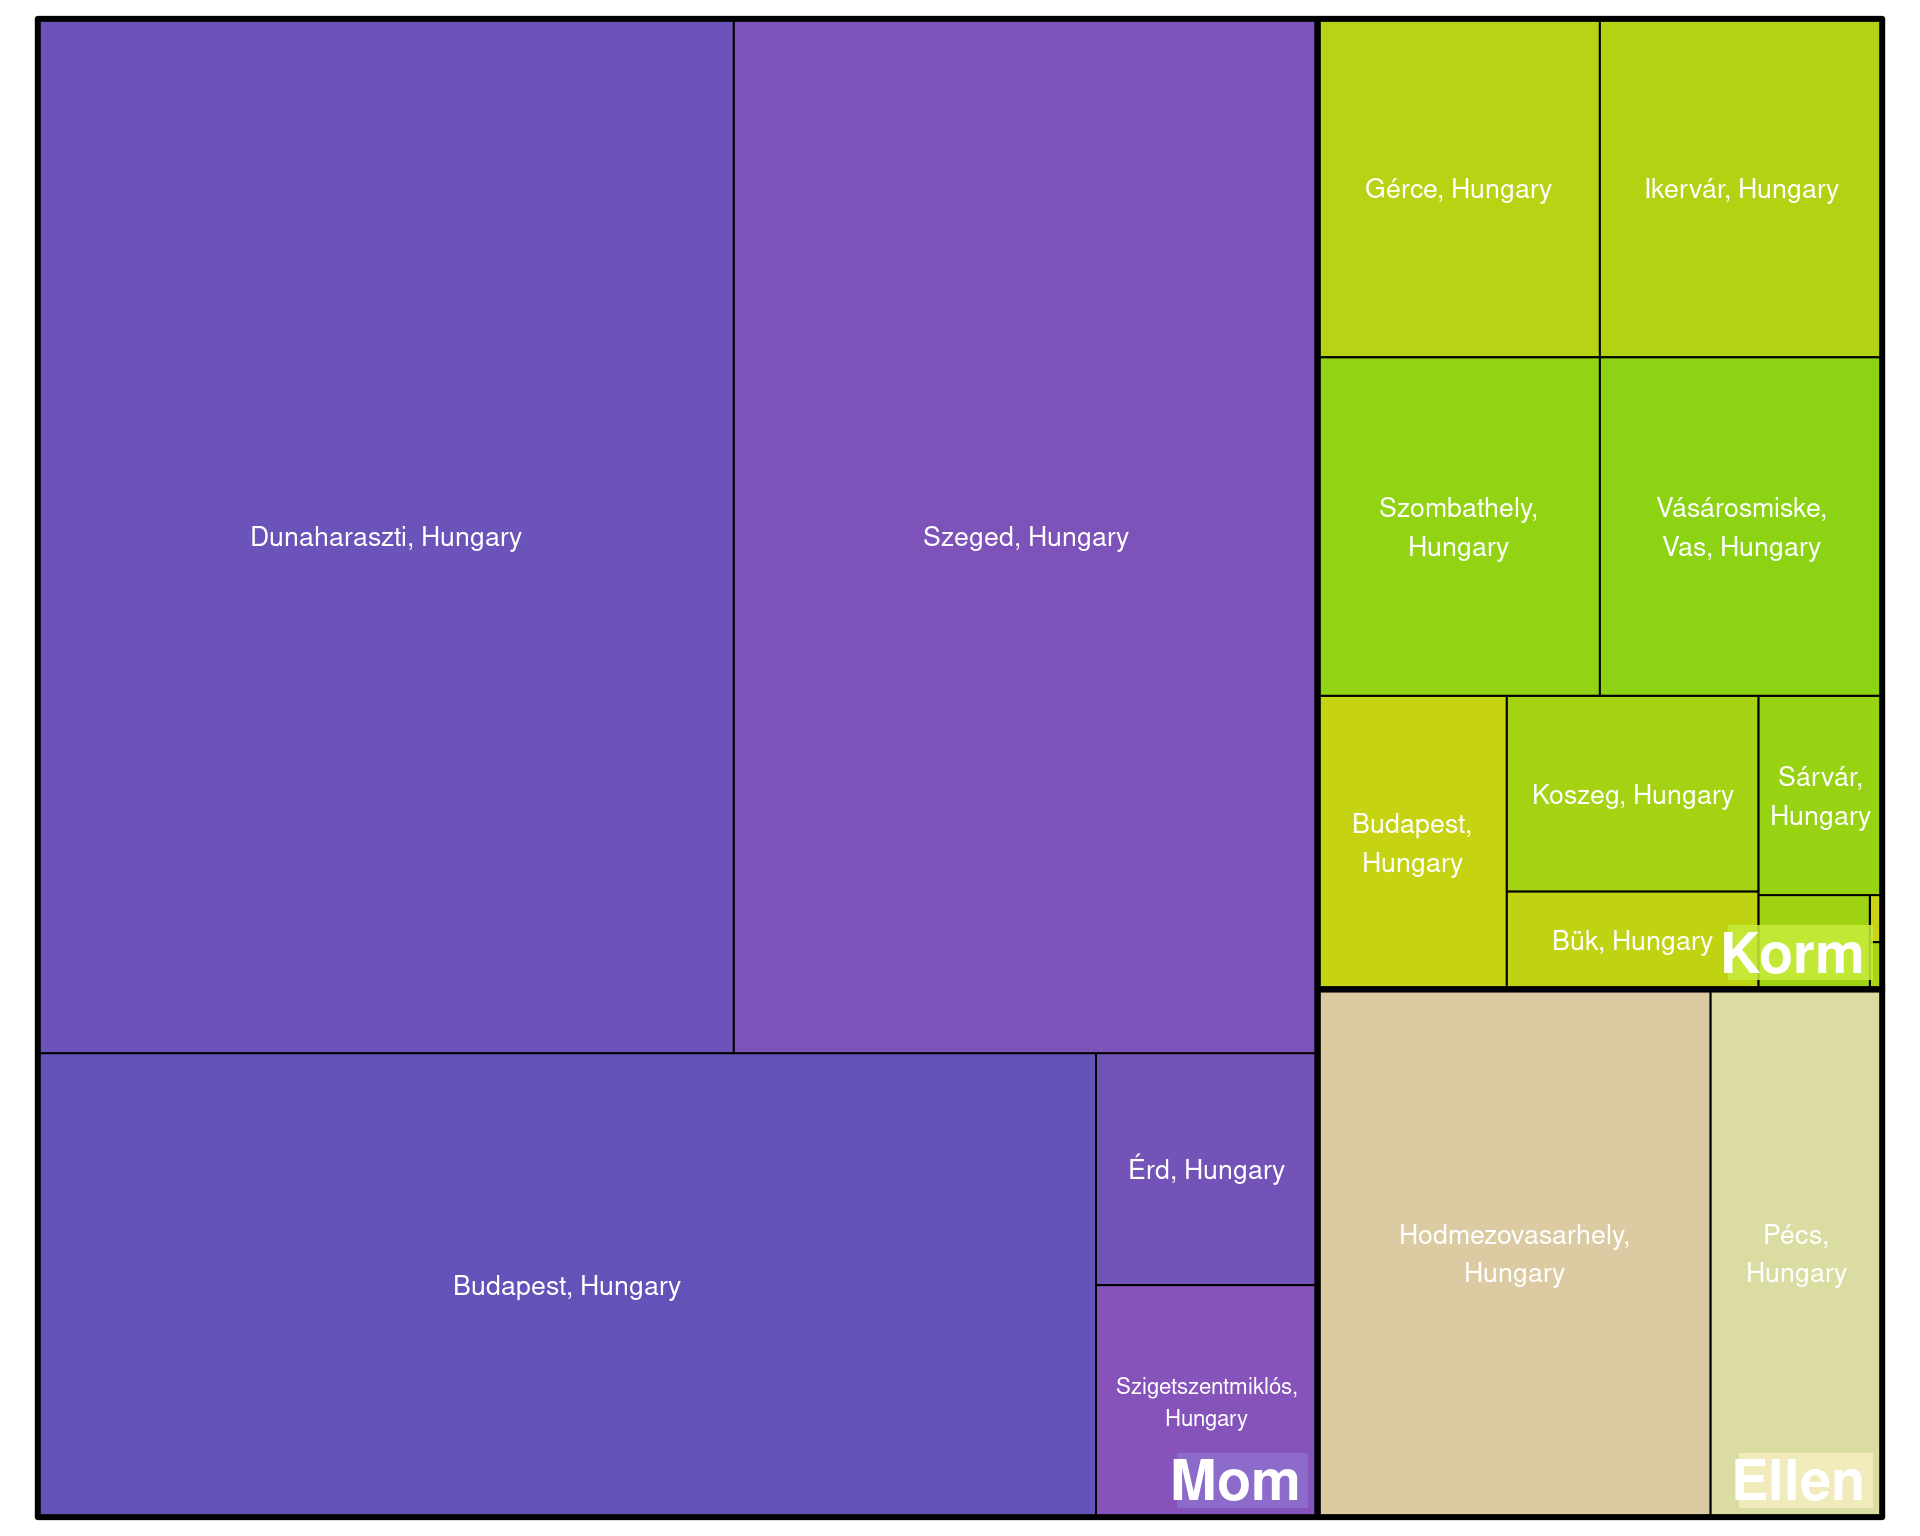 Dunaharaszti, Hungary
Szeged, Hungary
Budapest, Hungary
Érd, Hungary
Szigetszentmiklós,
Hungary
Mom
Gérce, Hungary
Ikervár, Hungary
Szombathely,
Hungary
Vásárosmiske,
Vas, Hungary
Budapest,
Hungary
Koszeg, Hungary
Sárvár,
Hungary
Bük, Hungary
Korm
Hodmezovasarhely,
Hungary
Pécs,
Hungary
Ellen